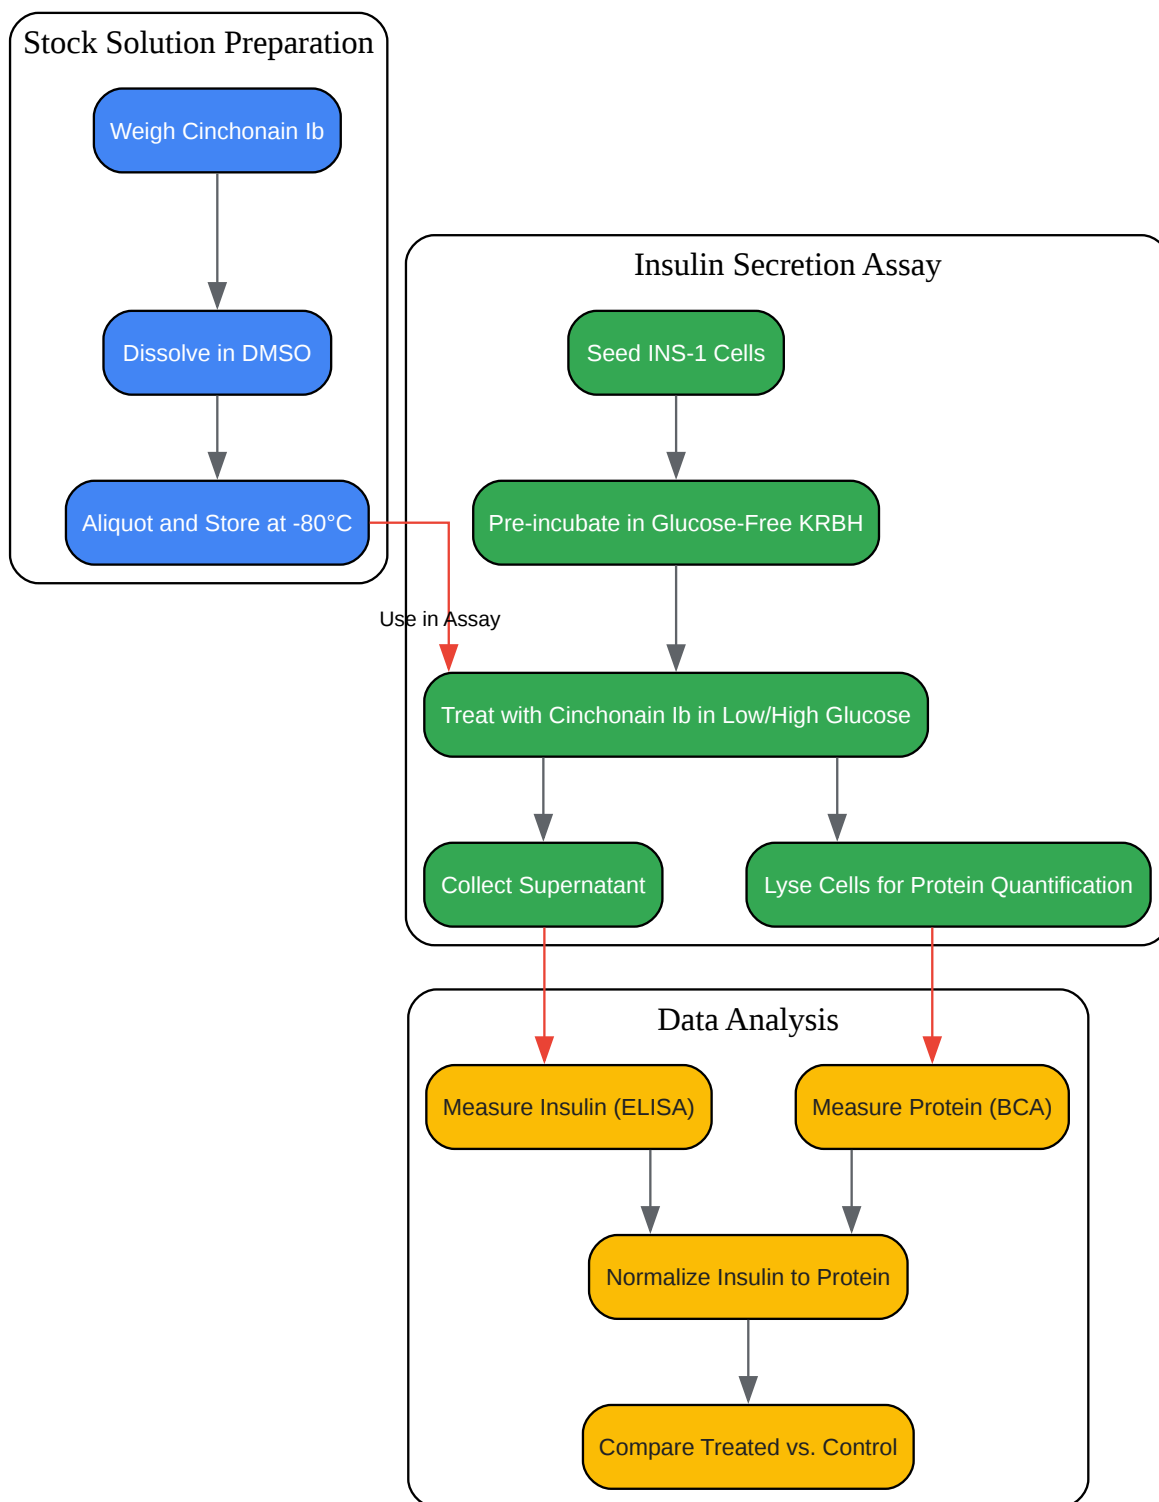 Stock Solution Preparation
Weigh Cinchonain Ib
Dissolve in DMSO
Aliquot and Store at -80°C
Use in Assay
Insulin Secretion Assay
Seed INS-1 Cells
Pre-incubate in Glucose-Free KRBH
Treat with Cinchonain Ib in Low/High Glucose
Collect Supernatant
Lyse Cells for Protein Quantification
Data Analysis
Measure Insulin (ELISA)
Measure Protein (BCA)
Normalize Insulin to Protein
Compare Treated vs. Control